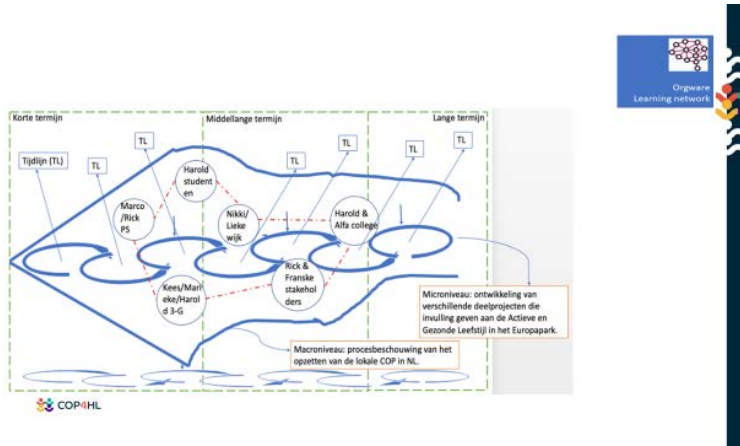 Orgware
Learning network
Korte termijn
Middellange termijn
Lange termijn
Tijdlijn (TL)
TL
TL
TL
TL
TL
TL
Harold
student
en
Marco
/Rick
PS
Nikki/
Lieke
wijk
Harold &
Alfa college
Kees/Mari
eke/Harol
d 3-G
Rick &
Franske
stakehol
ders
Microniveau: ontwikkeling van
verschillende deelprojecten die
invulling geven aan de Actieve en
Gezonde Leefstijl in het Europapark.
Macroniveau: procesbeschouwing van het
opzetten van de lokale COP in NL.
COP4HL